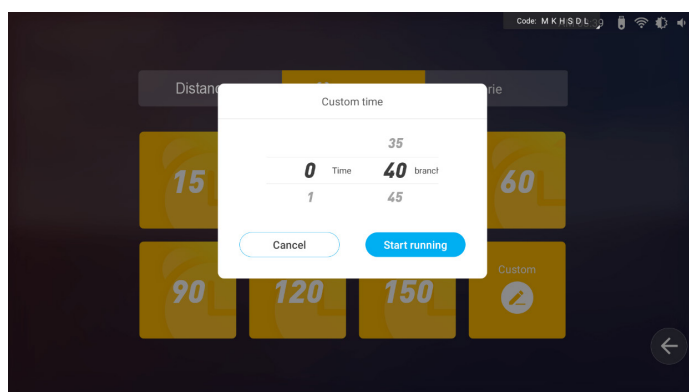 Code: M K H S D L
Distanc
rie
Custom time
35
0 Time 40 branch
1 45
Cancel Start running
15
60
90 120 150
Custom